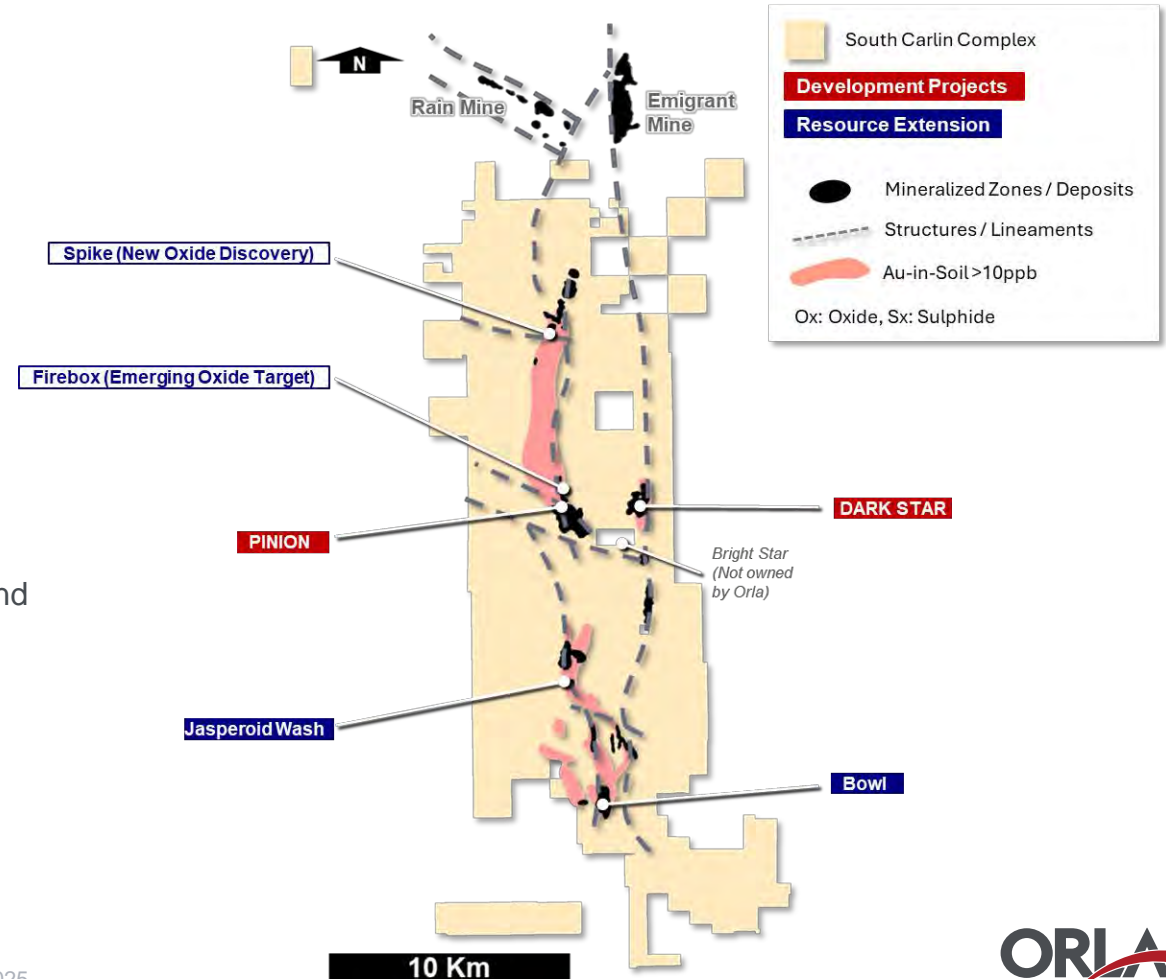 South Carlin Complex
Development Projects
Resource Extension
Mineralized Zones / Deposits
Structures / Lineaments
Au-in-Soil >10ppb
Ox: Oxide, Sx: Sulphide
N
Rain Mine
Emigrant
Mine
Spike (New Oxide Discovery)
Firebox (Emerging Oxide Target)
PINION
DARK STAR
Bright Star
(Not owned
by Orla)
Jasperoid Wash
Bowl
10 Km
ORLA